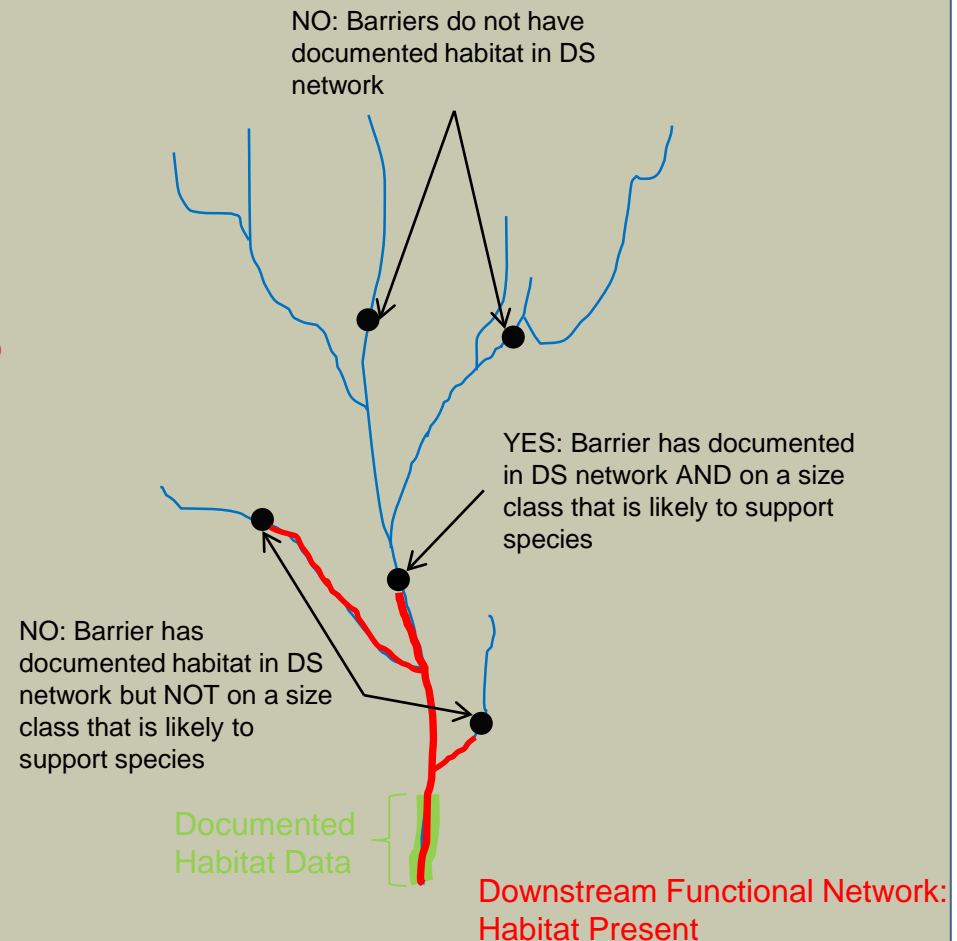 NO: Barriers do not have
documented habitat in DS
network
YES: Barrier has documented
in DS network AND on a size
class that is likely to support
species
NO: Barrier has
documented habitat in DS
network but NOT on a size
class that is likely to
support species
Documented
Habitat Data
Downstream Functional Network:
Habitat Present